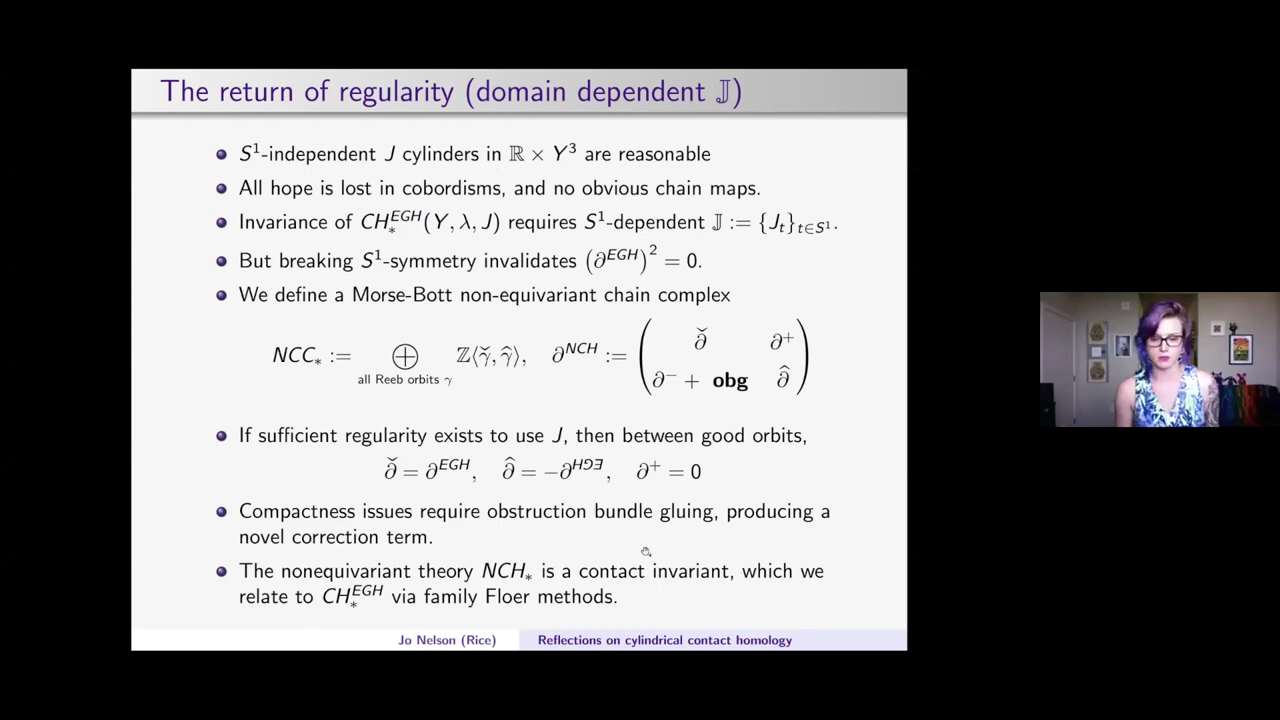 The return of regularity (domain dependent 𝕁)
S¹-independent J cylinders in ℝ × Y³ are reasonable
All hope is lost in cobordisms, and no obvious chain maps.
Invariance of CH_*^{EGH}(Y, λ, J) requires S¹-dependent 𝕁 := {J_t}_{t∈S¹}.
But breaking S¹-symmetry invalidates (∂^{EGH})² = 0.
We define a Morse-Bott non-equivariant chain complex
NCC_* := ⊕_{all Reeb orbits γ} ℤ⟨γ̌, γ̂⟩, ∂^{NCH} := ( ∂̌ ∂⁺
∂⁻ + obg ∂̂ )
If sufficient regularity exists to use J, then between good orbits,
∂̌ = ∂^{EGH}, ∂̂ = −∂^{HӘƎ}, ∂⁺ = 0
Compactness issues require obstruction bundle gluing, producing a
novel correction term.
The nonequivariant theory NCH_* is a contact invariant, which we
relate to CH_*^{EGH} via family Floer methods.
Jo Nelson (Rice) Reflections on cylindrical contact homology